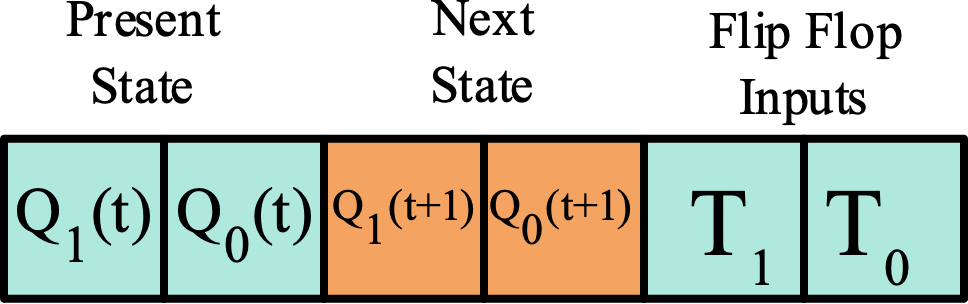 Present Next Flip Flop
State State Inputs
Q1(t) Q0(t) Q1(t+1) Q0(t+1) T1 T0